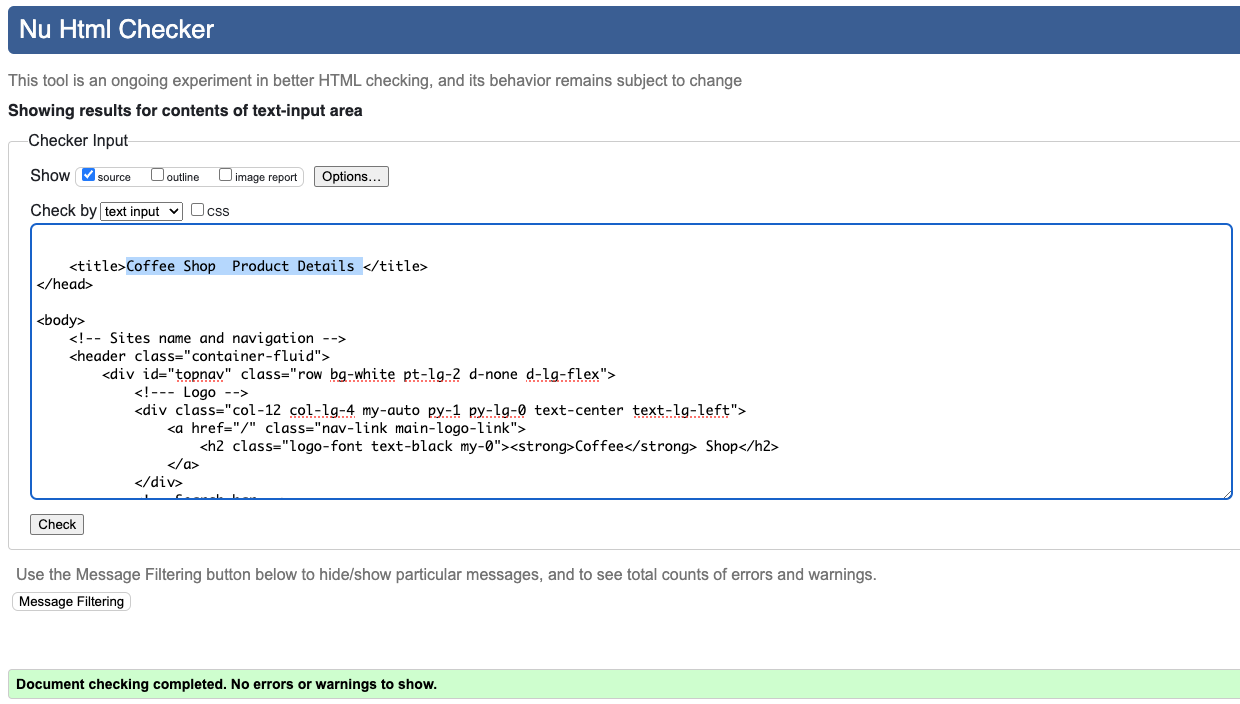 Nu Html Checker
This tool is an ongoing experiment in better HTML checking, and its behavior remains subject to change
Showing results for contents of text-input area
Checker Input
Show source outline image report Options...
Check by text input CSS
<title>Coffee Shop  Product Details </title>
</head>
<body>
<!-- Sites name and navigation -->
<header class="container-fluid">
<div id="topnav" class="row bg-white pt-lg-2 d-none d-lg-flex">
<!--- Logo -->
<div class="col-12 col-lg-4 my-auto py-1 py-lg-0 text-center text-lg-left">
<a href="/" class="nav-link main-logo-link">
<h2 class="logo-font text-black my-0"><strong>Coffee</strong> Shop</h2>
</a>
</div>
Check
Use the Message Filtering button below to hide/show particular messages, and to see total counts of errors and warnings.
Message Filtering
Document checking completed. No errors or warnings to show.